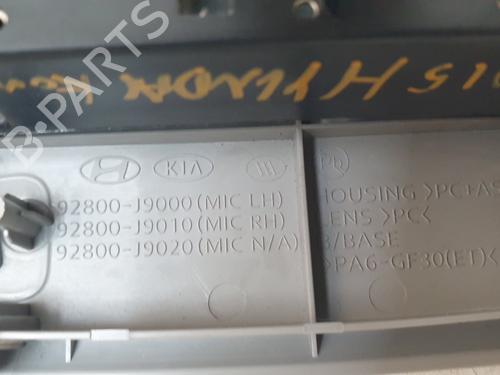 B-PARTS
15 HYUNDAI
KIA
PQ
92800-J9000(MIC LH)
92800-J9010(MIC RH)
92800-J9020(MIC N/A)
HOUSING >PC+AS
LENS >PC<
B/BASE
>PA6-GF30(ET)<